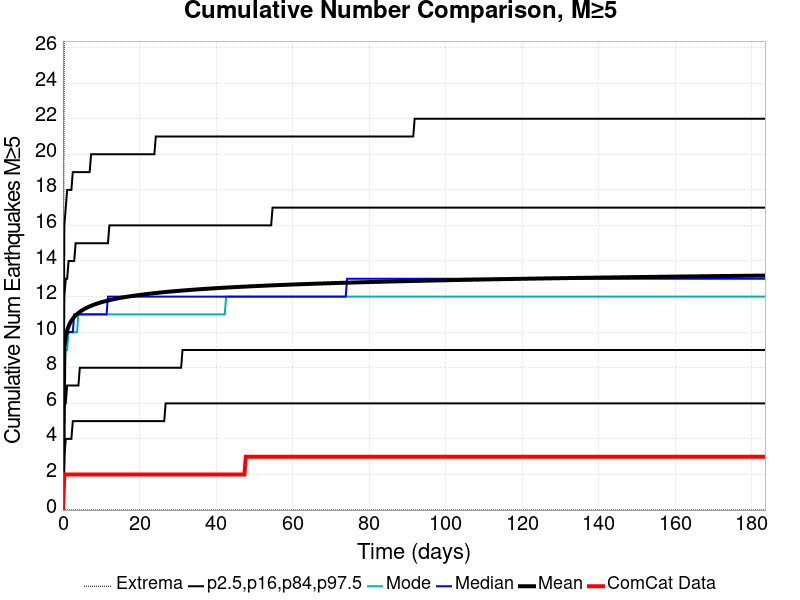 Cumulative Number Comparison, M≥5
Cumulative Num Earthquakes M≥5
26
24
22
20
18
16
14
12
10
8
6
4
2
0
0 20 40 60 80 100 120 140 160 180
Time (days)
Extrema p2.5,p16,p84,p97.5 Mode Median Mean ComCat Data